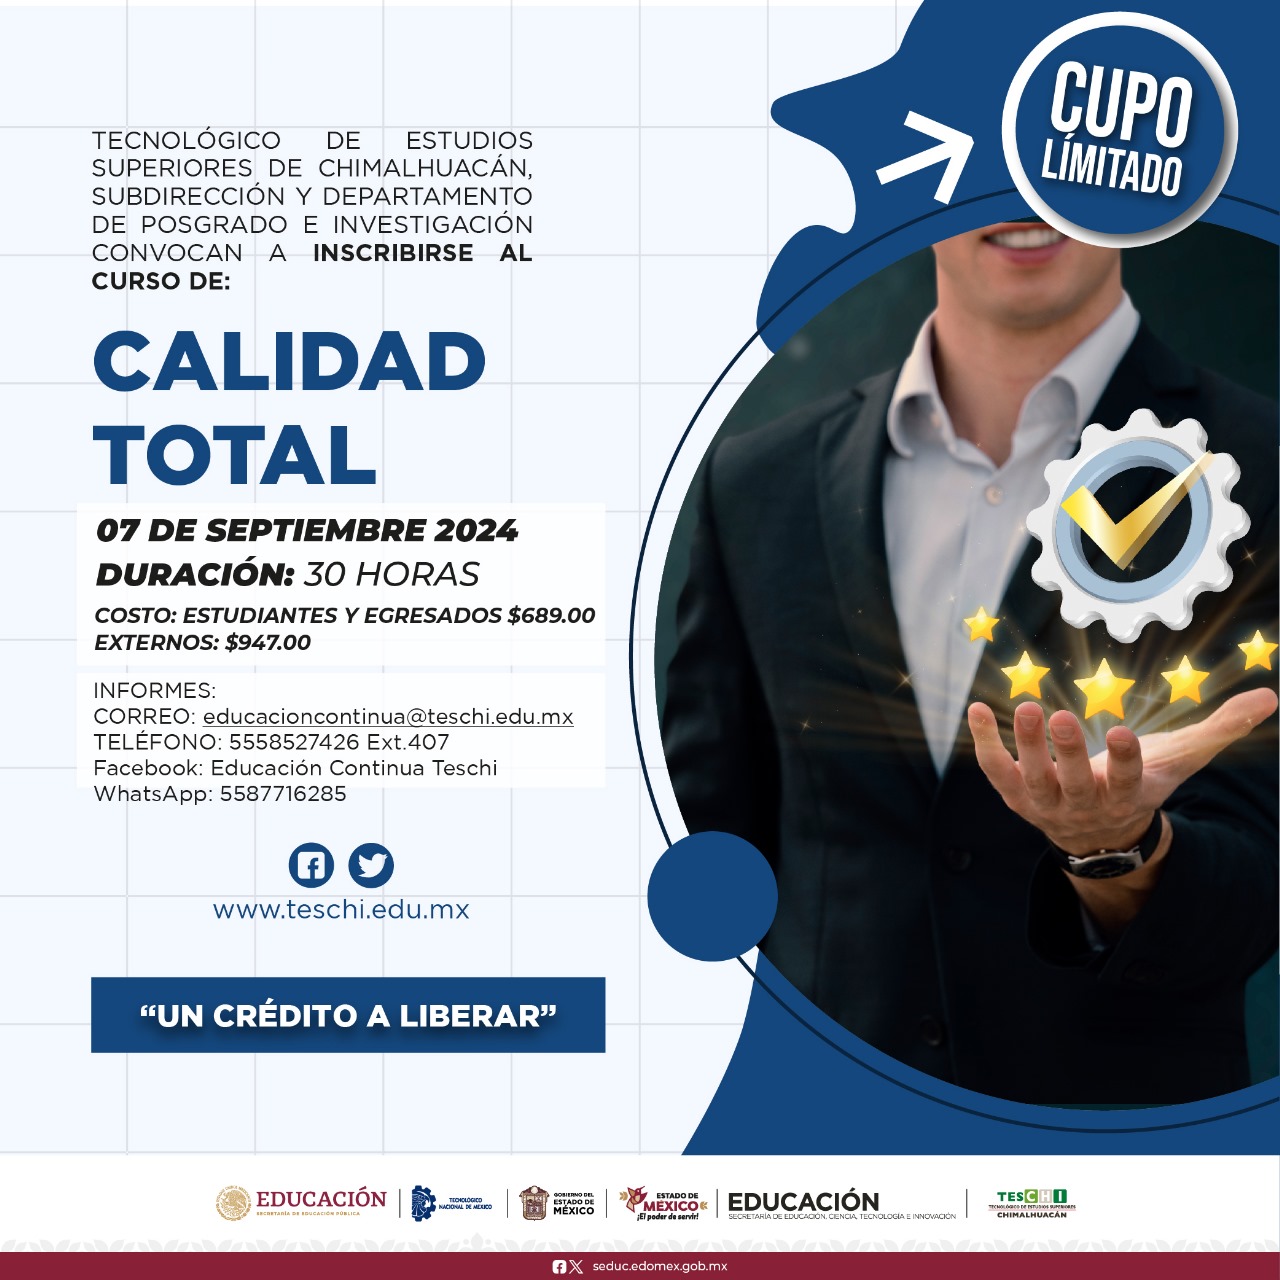 CUPO
LÍMITADO
TECNOLÓGICO DE ESTUDIOS
SUPERIORES DE CHIMALHUACÁN,
SUBDIRECCIÓN Y DEPARTAMENTO
DE POSGRADO E INVESTIGACIÓN
CONVOCAN A INSCRIBIRSE AL
CURSO DE:
CALIDAD
TOTAL
07 DE SEPTIEMBRE 2024
DURACIÓN: 30 HORAS
COSTO: ESTUDIANTES Y EGRESADOS $689.00
EXTERNOS: $947.00
INFORMES:
CORREO: educacioncontinua@teschi.edu.mx
TELÉFONO: 5558527426 Ext.407
Facebook: Educación Continua Teschi
WhatsApp: 5587716285
www.teschi.edu.mx
“UN CRÉDITO A LIBERAR”
EDUCACIÓN
SECRETARÍA DE EDUCACIÓN PÚBLICA
TECNOLÓGICO
NACIONAL DE MÉXICO
GOBIERNO DEL
ESTADO DE
MÉXICO
ESTADO DE
MÉXICO
¡El poder de servir!
EDUCACIÓN
SECRETARÍA DE EDUCACIÓN, CIENCIA, TECNOLOGÍA E INNOVACIÓN
TESCHI
TECNOLÓGICO DE ESTUDIOS SUPERIORES
CHIMALHUACÁN
seduc.edomex.gob.mx